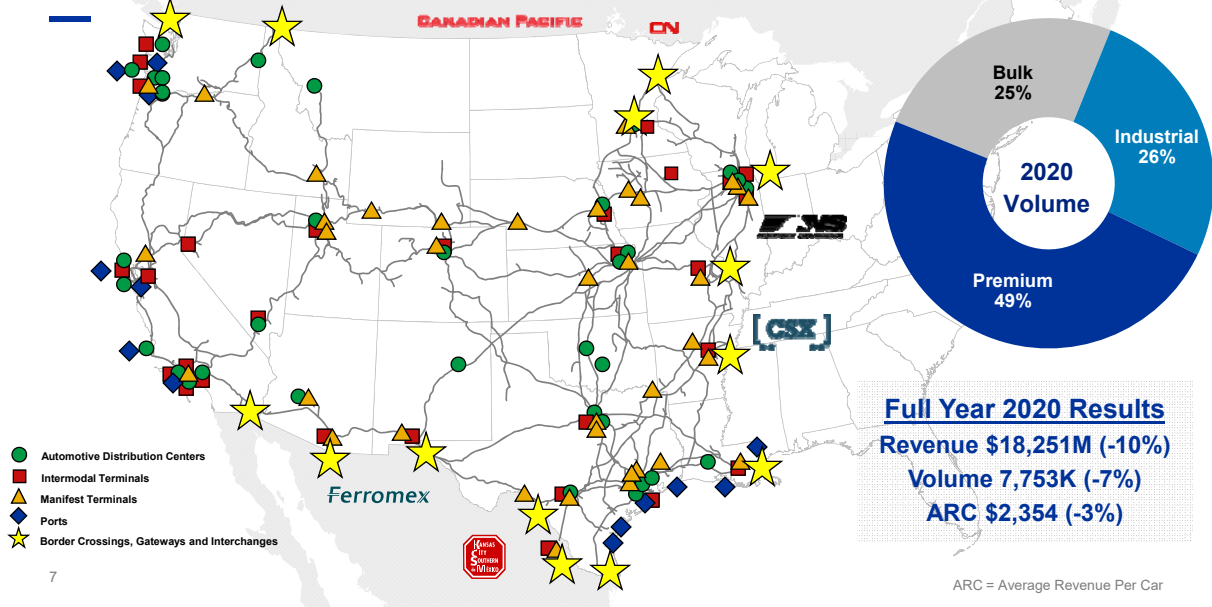 CANADIAN PACIFIC
CN
Bulk
25%
Industrial
26%
2020
Volume
Premium
49%
NS
CSX
Full Year 2020 Results
Revenue $18,251M (-10%)
Volume 7,753K (-7%)
ARC $2,354 (-3%)
Automotive Distribution Centers
Intermodal Terminals
Manifest Terminals
Ports
Border Crossings, Gateways and Interchanges
Ferromex
KANSAS
CITY
SOUTHERN
de MÉXICO
7
ARC = Average Revenue Per Car